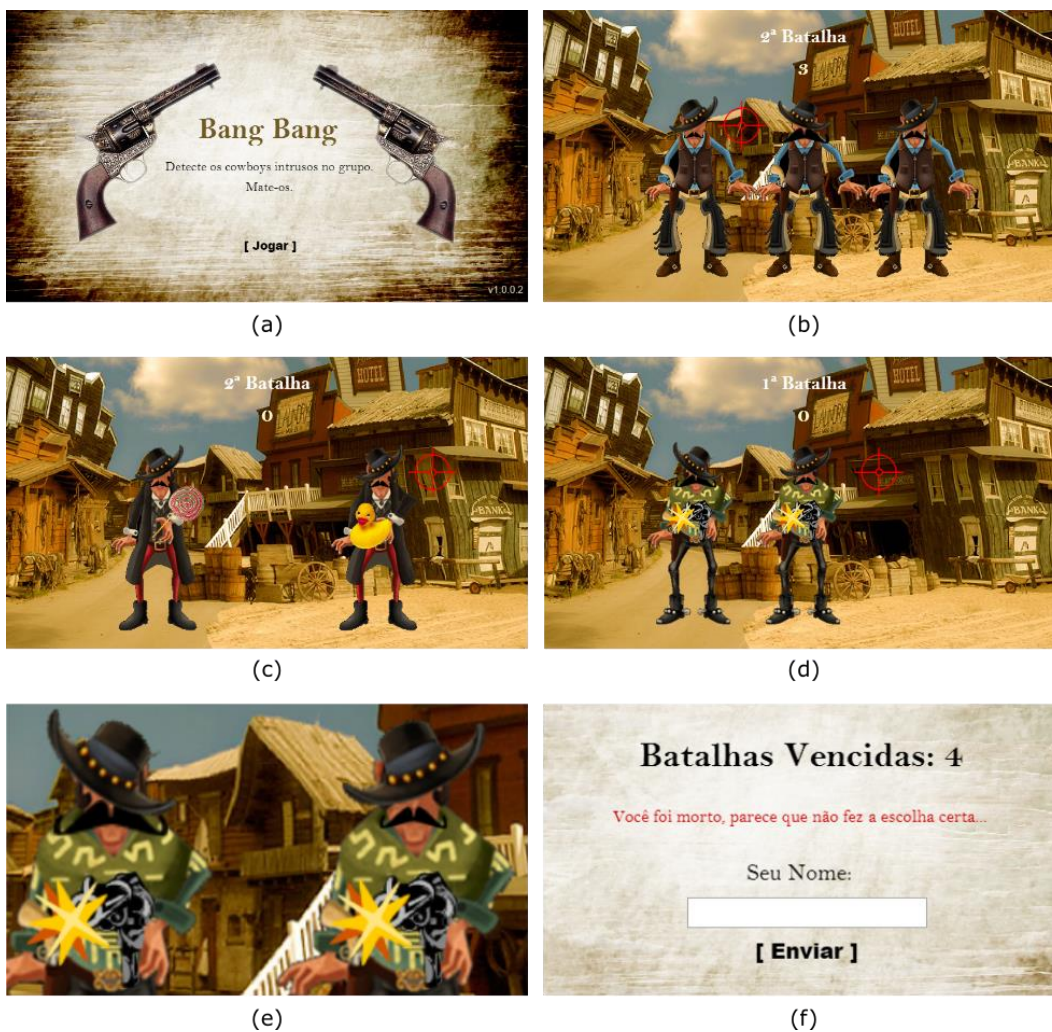 Bang Bang
Detecte os cowboys intrusos no grupo.
Mate-os.
[ Jogar ]
v1.0.0.2
(a)
2ª Batalha
3
HOTEL
BANK
(b)
2ª Batalha
0
HOTEL
BANK
(c)
1ª Batalha
0
HOTEL
BANK
(d)
(e)
Batalhas Vencidas: 4
Você foi morto, parece que não fez a escolha certa...
Seu Nome:
[ Enviar ]
(f)